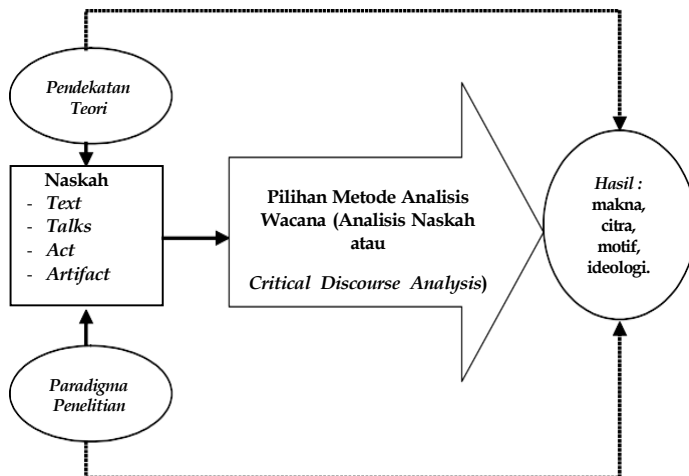 Pendekatan
Teori
Naskah
- Text
- Talks
- Act
- Artifact
Paradigma
Penelitian
Pilihan Metode Analisis
Wacana (Analisis Naskah
atau
Critical Discourse Analysis)
Hasil :
makna,
citra,
motif,
ideologi.